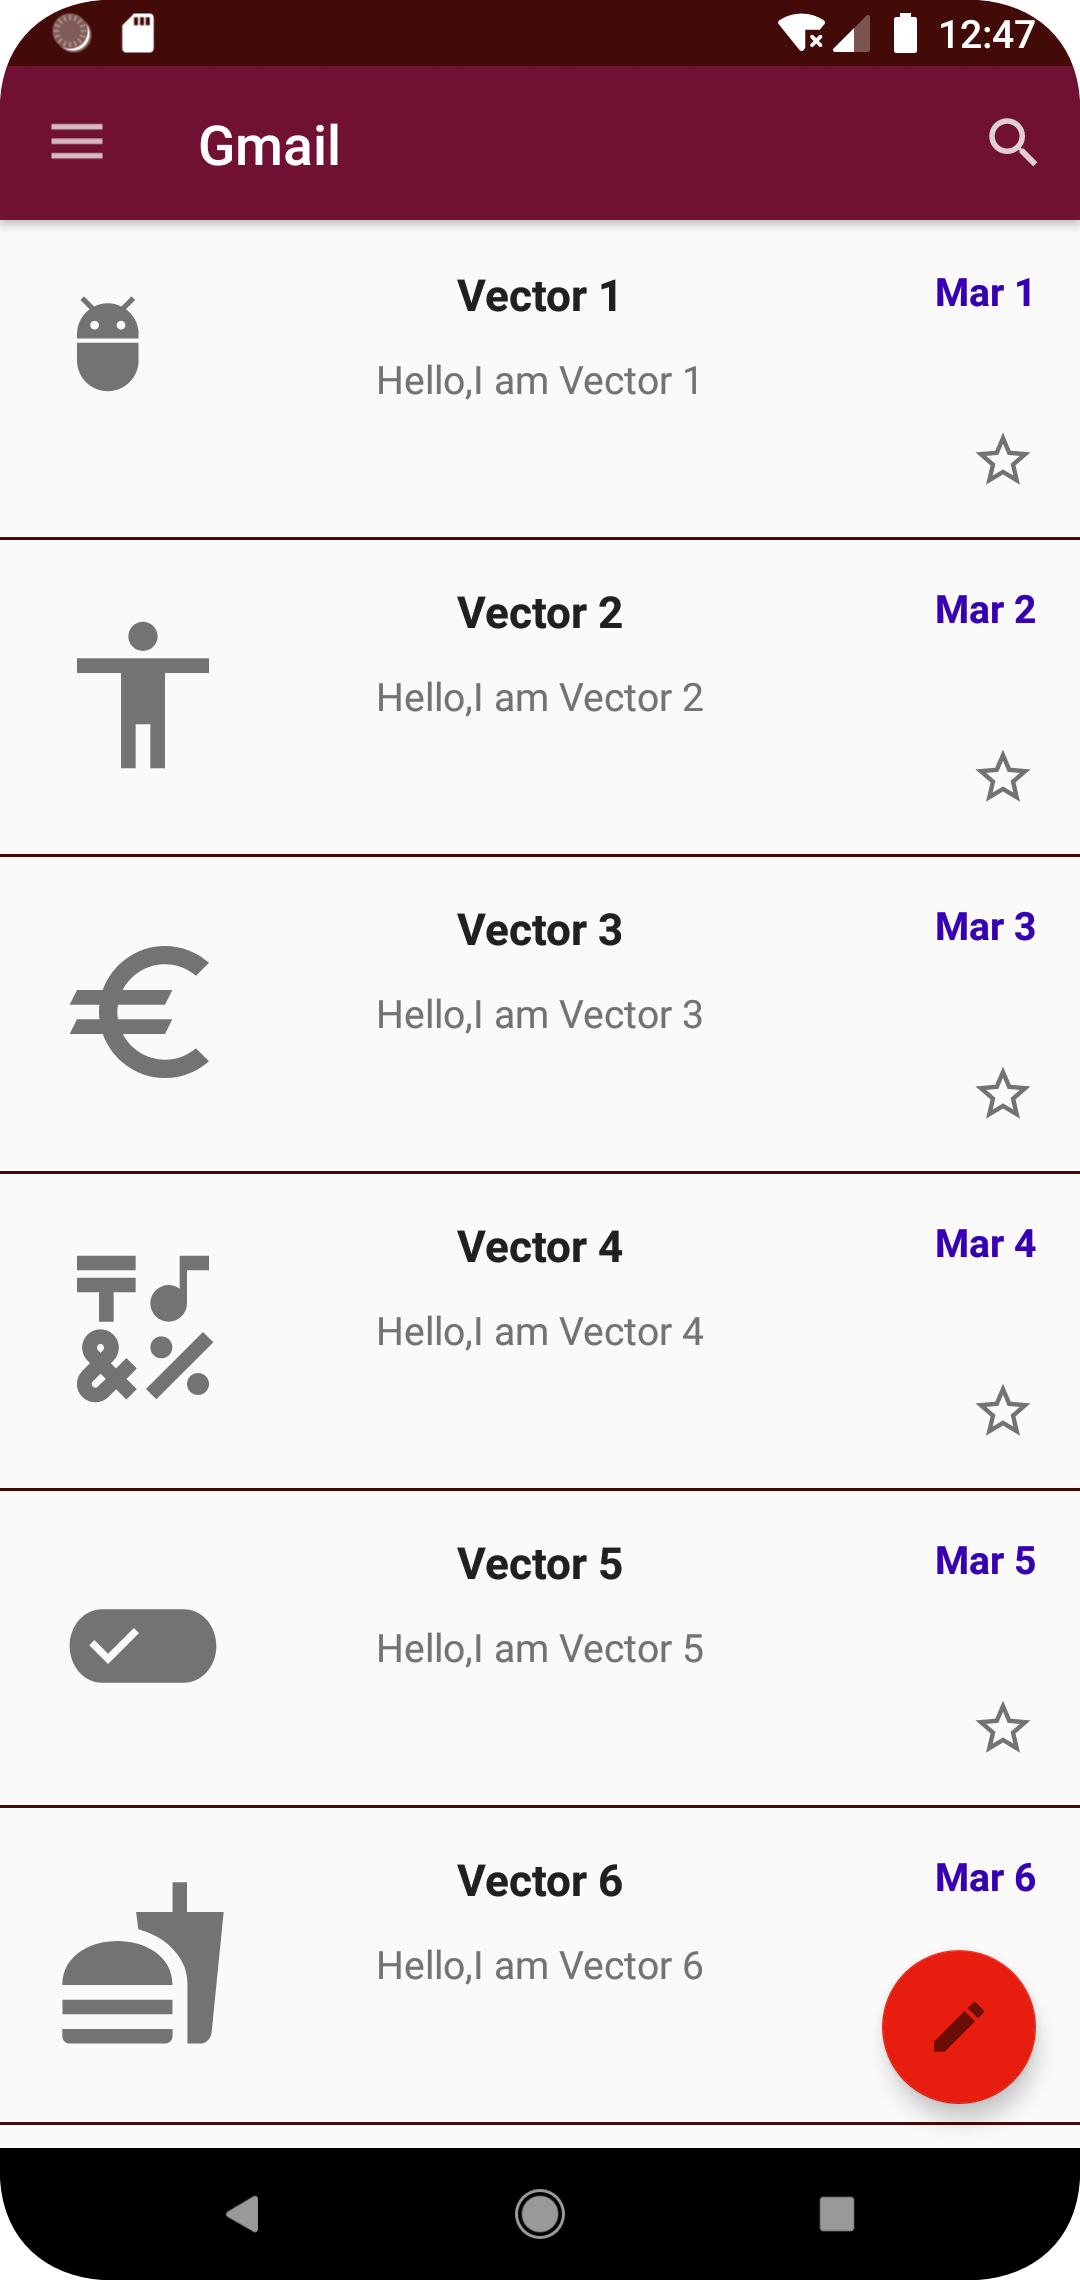 12:47
Gmail
Vector 1
Mar 1
Hello,I am Vector 1
Vector 2
Mar 2
Hello,I am Vector 2
Vector 3
Mar 3
Hello,I am Vector 3
Vector 4
Mar 4
Hello,I am Vector 4
Vector 5
Mar 5
Hello,I am Vector 5
Vector 6
Mar 6
Hello,I am Vector 6